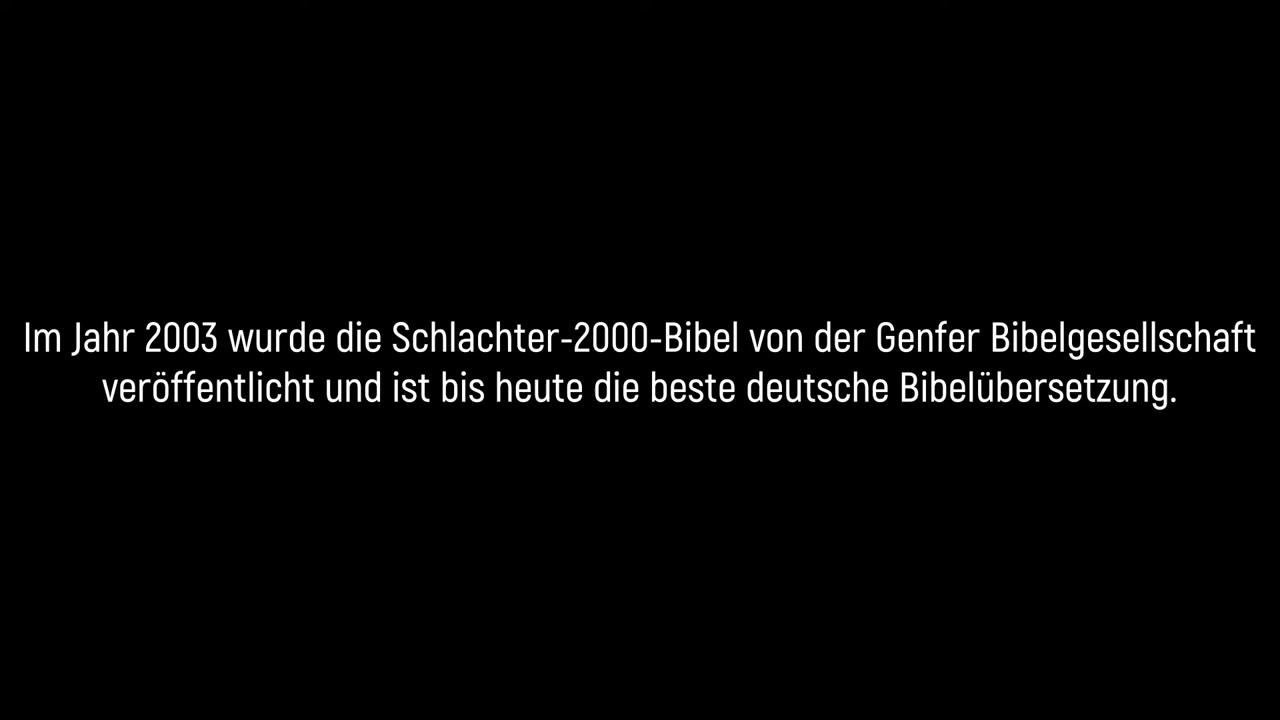 Im Jahr 2003 wurde die Schlachter-2000-Bibel von der Genfer Bibelgesellschaft
veröffentlicht und ist bis heute die beste deutsche Bibelübersetzung.